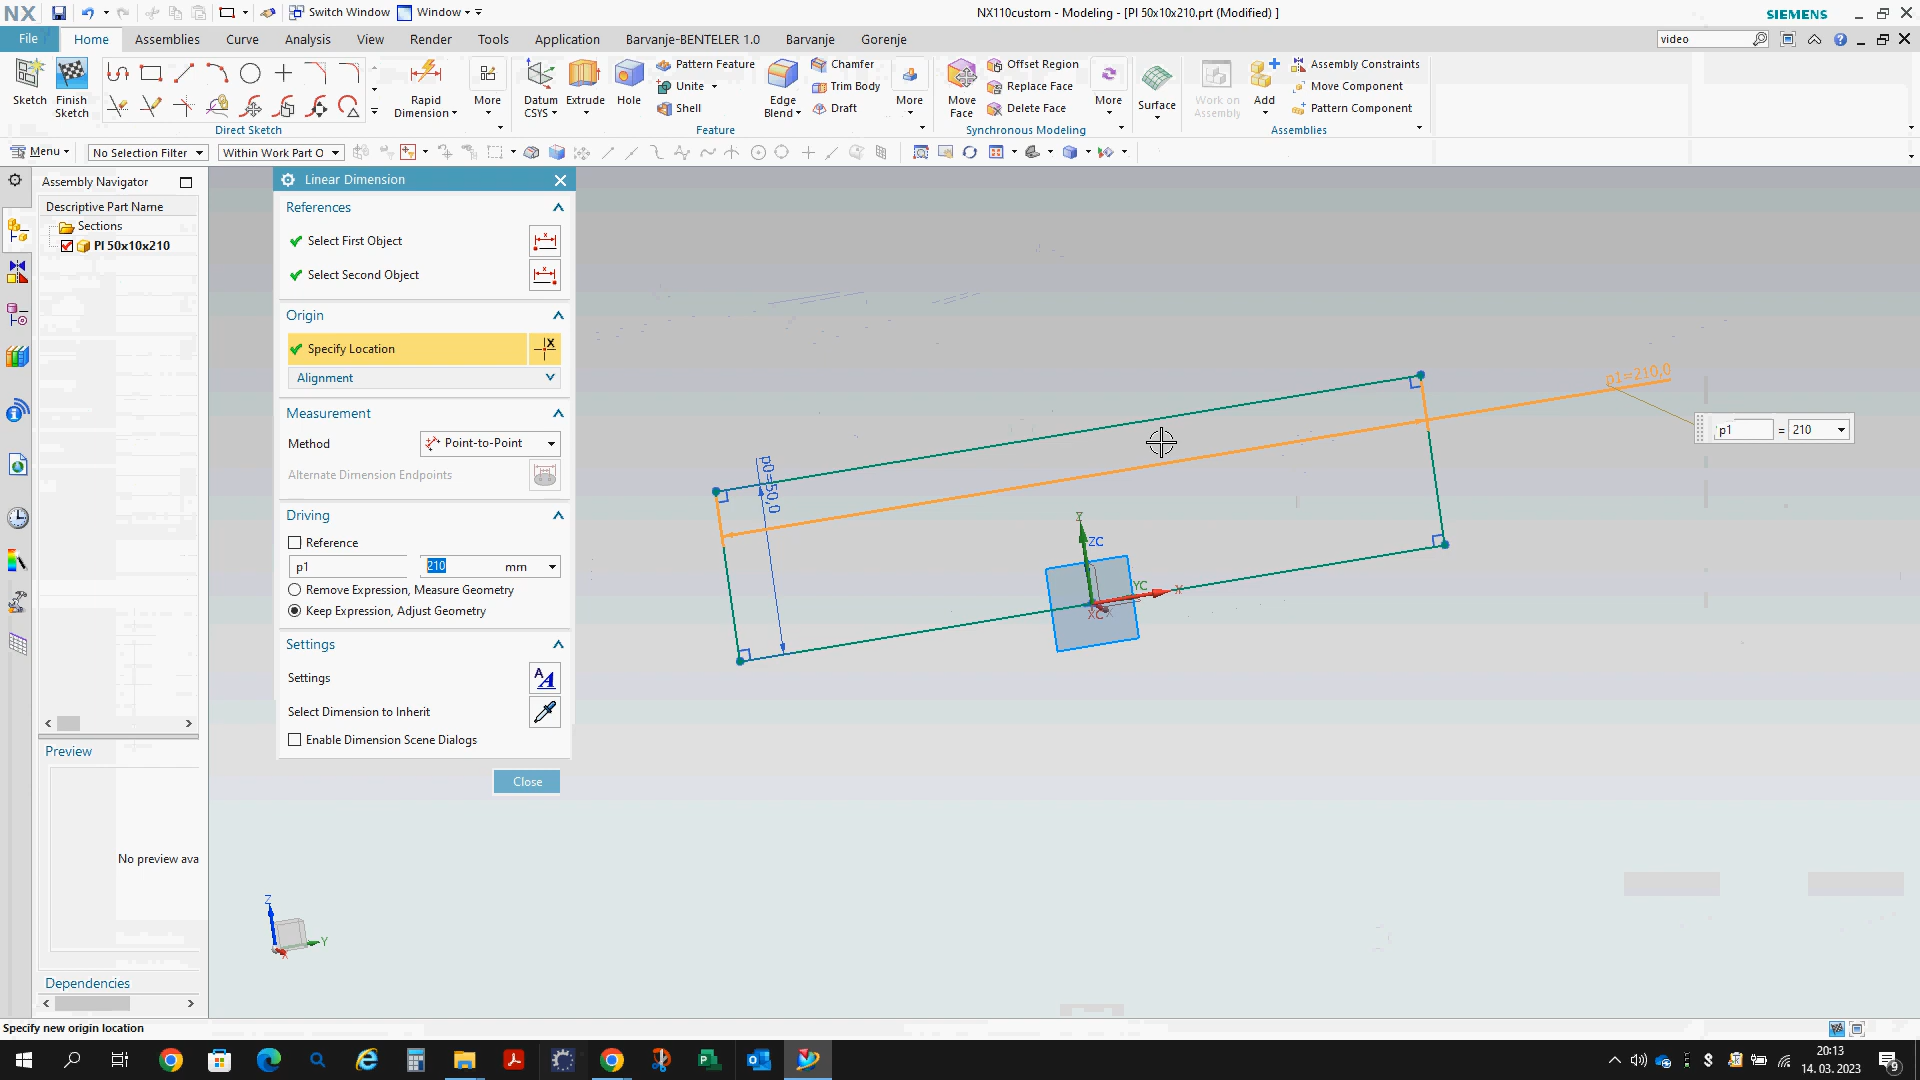 NX
Switch Window
Window
NX110custom - Modeling - [Pl 50x10x210.prt (Modified) ]
SIEMENS
File
Home
Assemblies
Curve
Analysis
View
Render
Tools
Application
Barvanje-BENTELER 1.0
Barvanje
Gorenje
video
Sketch
Finish Sketch
Rapid Dimension
More
Datum CSYS
Extrude
Hole
Pattern Feature
Unite
Shell
Edge Blend
Chamfer
Trim Body
Draft
More
Move Face
Offset Region
Replace Face
Delete Face
More
Surface
Work on Assembly
Add
Assembly Constraints
Move Component
Pattern Component
Direct Sketch
Feature
Synchronous Modeling
Assemblies
Menu
No Selection Filter
Within Work Part O
Assembly Navigator
Descriptive Part Name
Sections
Pl 50x10x210
Linear Dimension
References
Select First Object
Select Second Object
Origin
Specify Location
Alignment
Measurement
Method
Point-to-Point
Alternate Dimension Endpoints
Driving
Reference
p1
210
mm
Remove Expression, Measure Geometry
Keep Expression, Adjust Geometry
Settings
Settings
Select Dimension to Inherit
Enable Dimension Scene Dialogs
Close
p1=210,0
p1 = 210
p0=50,0
Z
ZC
YC
X
XC
Preview
No preview ava
Dependencies
Z
Y
X
Specify new origin location
20:13
14. 03. 2023
9